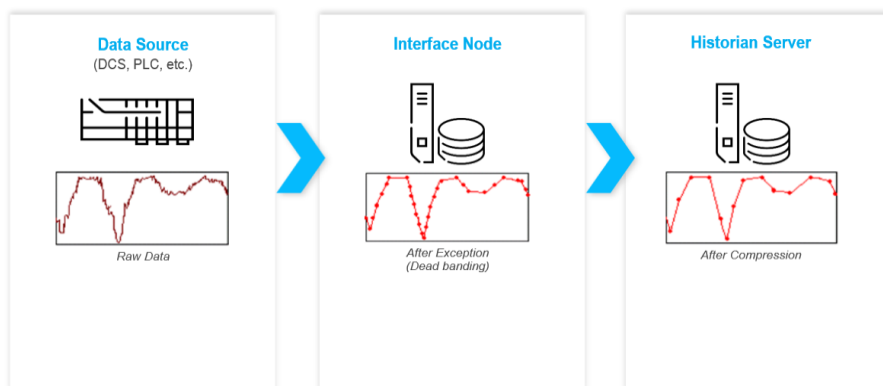 Data Source
(DCS, PLC, etc.)
Raw Data
Interface Node
After Exception
(Dead banding)
Historian Server
After Compression